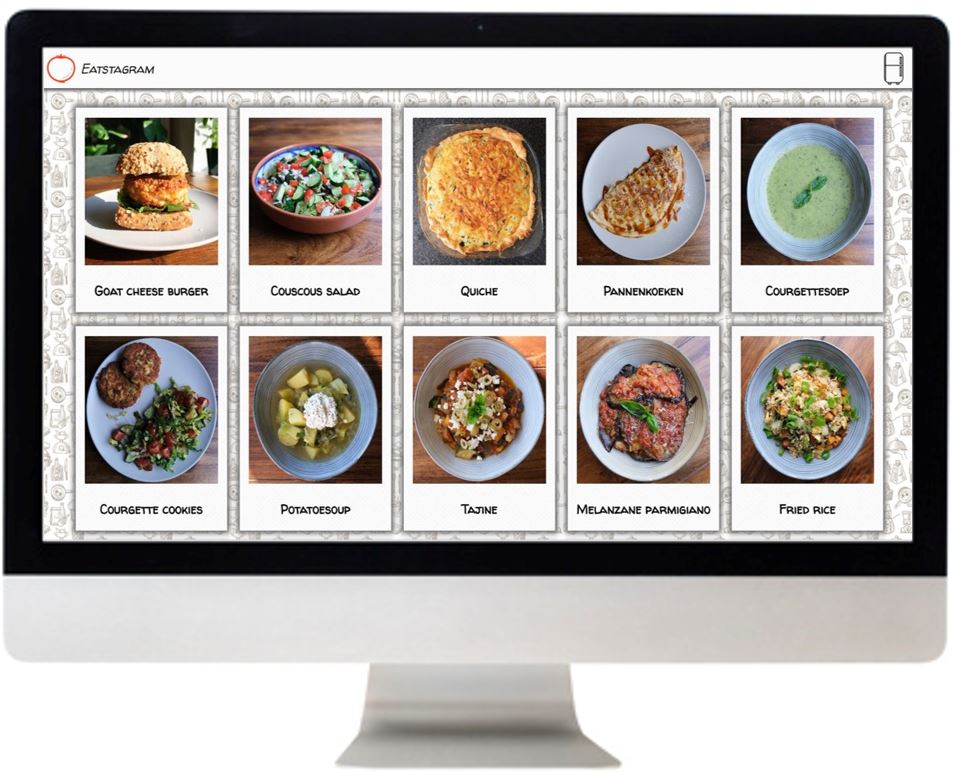 Eatstagram
Goat cheese burger
Couscous salad
Quiche
Pannenkoeken
Courgettesoep
Courgette cookies
Potatoesoup
Tajine
Melanzane parmigiano
Fried rice